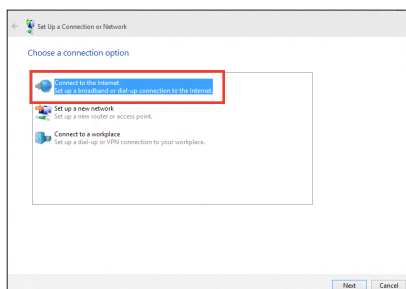 Set Up a Connection or Network
Choose a connection option
Connect to the Internet
Set up a broadband or dial-up connection to the Internet.
Set up a new network
Set up a new router or access point.
Connect to a workplace
Set up a dial-up or VPN connection to your workplace.
Next Cancel